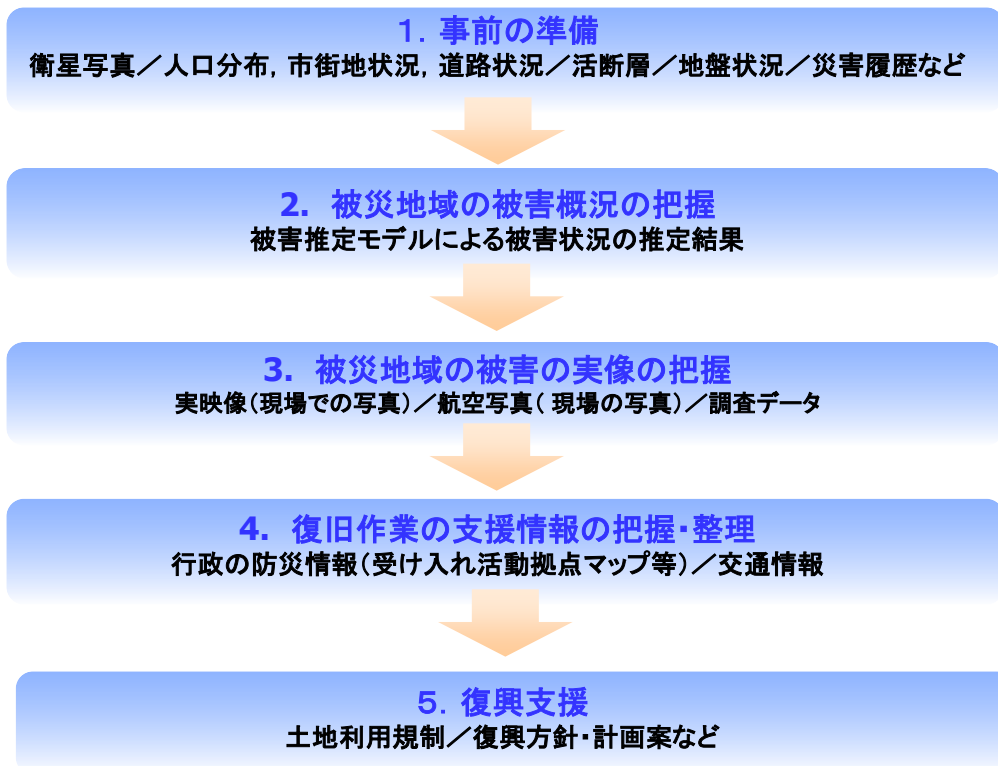 １．事前の準備
衛星写真／人口分布，市街地状況，道路状況／活断層／地盤状況／災害履歴など
2. 被災地域の被害概況の把握
被害推定モデルによる被害状況の推定結果
3. 被災地域の被害の実像の把握
実映像（現場での写真）／航空写真（ 現場の写真）／調査データ
4. 復旧作業の支援情報の把握・整理
行政の防災情報（受け入れ活動拠点マップ等）／交通情報
５．復興支援
土地利用規制／復興方針・計画案など